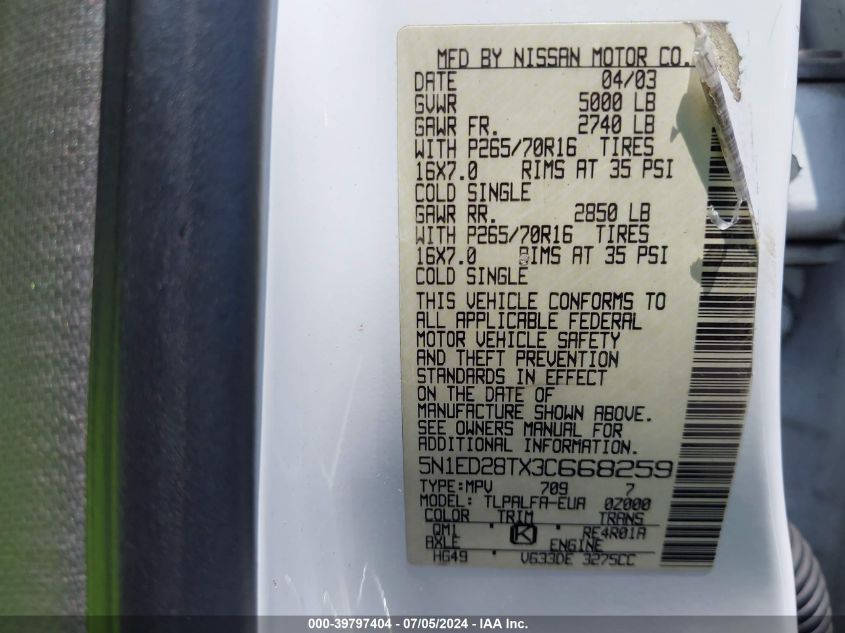 MFD BY NISSAN MOTOR CO.
DATE 04/03
GVWR 5000 LB
GAWR FR. 2740 LB
WITH P265/70R16 TIRES
16X7.0 RIMS AT 35 PSI
COLD SINGLE
GAWR RR. 2850 LB
WITH P265/70R16 TIRES
16X7.0 RIMS AT 35 PSI
COLD SINGLE
THIS VEHICLE CONFORMS TO
ALL APPLICABLE FEDERAL
MOTOR VEHICLE SAFETY
AND THEFT PREVENTION
STANDARDS IN EFFECT
ON THE DATE OF
MANUFACTURE SHOWN ABOVE.
SEE OWNERS MANUAL FOR
ADDITIONAL INFORMATION.
5N1ED28TX3C668259
TYPE:MPV 709 7
MODEL: TLPALFA-EUA 0Z000
COLOR TRIM TRANS
QM1 K RE4R01A
AXLE ENGINE
HG49 VG33DE 3275CC
000-39797404 / 07/05/2024 - IAA Inc.